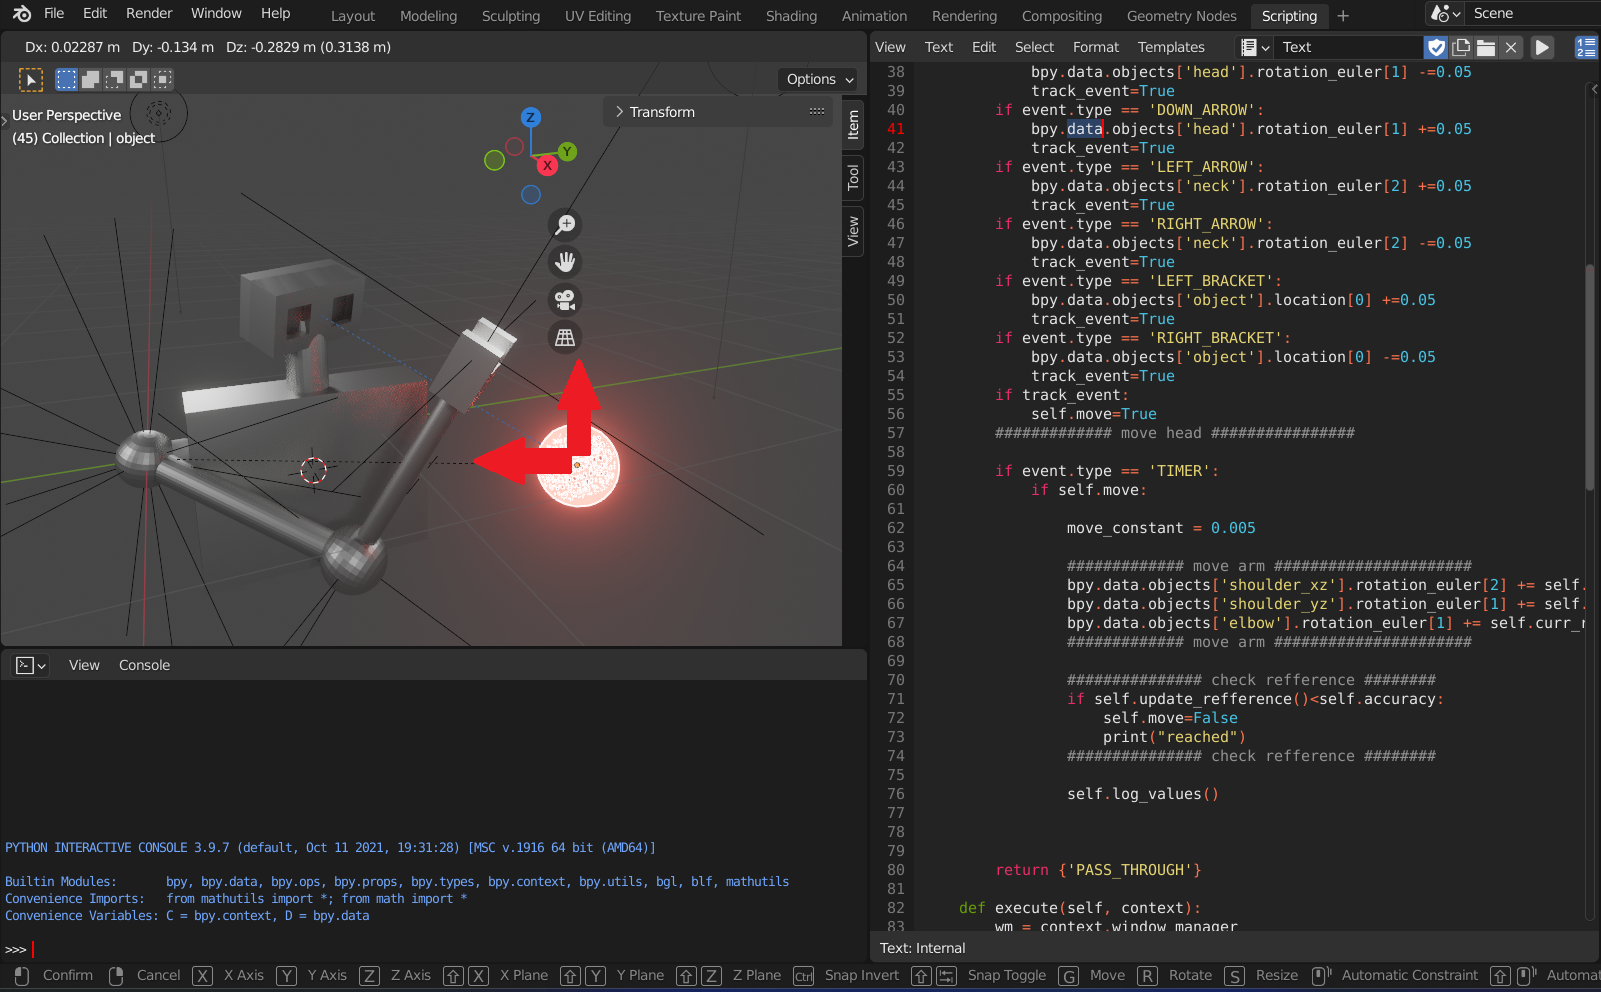 File Edit Render Window Help Layout Modeling Sculpting UV Editing Texture Paint Shading Animation Rendering Compositing Geometry Nodes Scripting + Scene
Dx: 0.02287 m Dy: -0.134 m Dz: -0.2829 m (0.3138 m)
Options
User Perspective
(45) Collection | object
Transform
Z
Y
X
Item
Tool
View
View Console
PYTHON INTERACTIVE CONSOLE 3.9.7 (default, Oct 11 2021, 19:31:28) [MSC v.1916 64 bit (AMD64)]
Builtin Modules: bpy, bpy.data, bpy.ops, bpy.props, bpy.types, bpy.context, bpy.utils, bgl, blf, mathutils
Convenience Imports: from mathutils import *; from math import *
Convenience Variables: C = bpy.context, D = bpy.data
>>>
View Text Edit Select Format Templates Text
38 bpy.data.objects['head'].rotation_euler[1] -=0.05
39 track_event=True
40 if event.type == 'DOWN_ARROW':
41 bpy.data.objects['head'].rotation_euler[1] +=0.05
42 track_event=True
43 if event.type == 'LEFT_ARROW':
44 bpy.data.objects['neck'].rotation_euler[2] +=0.05
45 track_event=True
46 if event.type == 'RIGHT_ARROW':
47 bpy.data.objects['neck'].rotation_euler[2] -=0.05
48 track_event=True
49 if event.type == 'LEFT_BRACKET':
50 bpy.data.objects['object'].location[0] +=0.05
51 track_event=True
52 if event.type == 'RIGHT_BRACKET':
53 bpy.data.objects['object'].location[0] -=0.05
54 track_event=True
55 if track_event:
56 self.move=True
57 ############# move head ################
58
59 if event.type == 'TIMER':
60 if self.move:
61
62 move_constant = 0.005
63
64 ############# move arm ######################
65 bpy.data.objects['shoulder_xz'].rotation_euler[2] += self.
66 bpy.data.objects['shoulder_yz'].rotation_euler[1] += self.
67 bpy.data.objects['elbow'].rotation_euler[1] += self.curr_r
68 ############# move arm ######################
69
70 ############### check refference ########
71 if self.update_refference()<self.accuracy:
72 self.move=False
73 print("reached")
74 ############### check refference ########
75
76 self.log_values()
77
78
79
80 return {'PASS_THROUGH'}
81
82 def execute(self, context):
83 wm = context.window_manager
Text: Internal
Confirm Cancel X X Axis Y Y Axis Z Z Axis X X Plane Y Y Plane Z Z Plane Ctrl Snap Invert Snap Toggle G Move R Rotate S Resize Automatic Constraint Automa